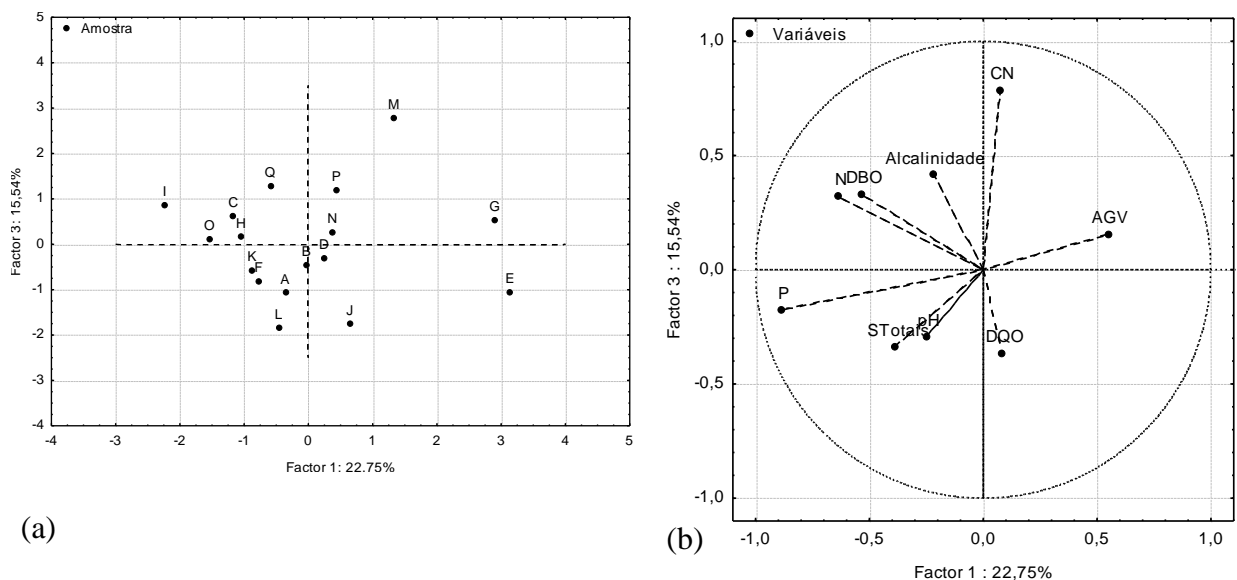 Amostra
5
4
3
2
1
0
-1
-2
-3
-4
Factor 3: 15,54%
M
Q
P
I
C
G
O
H
N
K
B
D
F
A
E
L
J
-4 -3 -2 -1 0 1 2 3 4 5
Factor 1: 22.75%
(a)
Variáveis
1,0
0,5
0,0
-0,5
-1,0
Factor 3 : 15,54%
CN
Alcalinidade
N DBO
AGV
P
STotais pH
DQO
-1,0 -0,5 0,0 0,5 1,0
Factor 1 : 22,75%
(b)